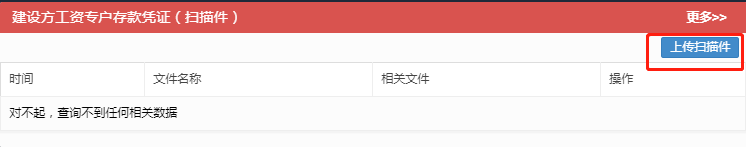 建设方工资专户存款凭证（扫描件） 更多>>
上传扫描件
时间 文件名称 相关文件 操作
对不起，查询不到任何相关数据